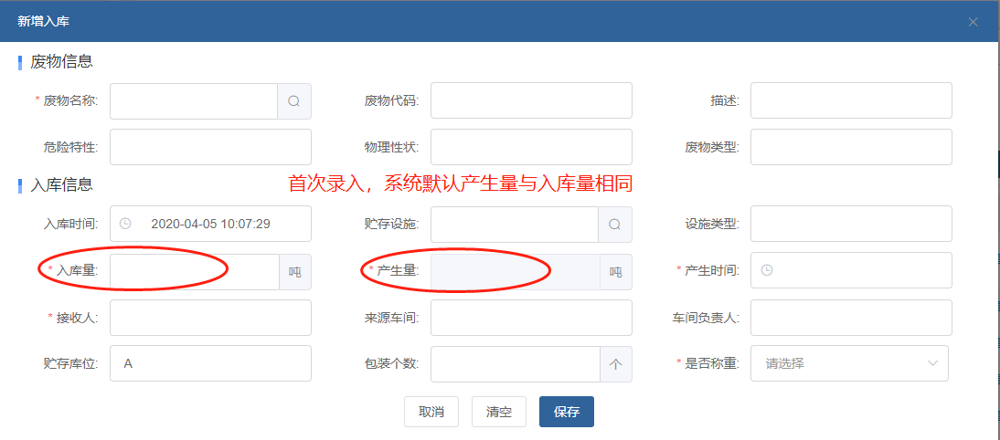 新增入库
废物信息
* 废物名称: 废物代码: 描述:
危险特性: 物理性状: 废物类型:
首次录入，系统默认产生量与入库量相同
入库信息
入库时间: 2020-04-05 10:07:29 贮存设施: 设施类型:
* 入库量: 吨 * 产生量: 吨 * 产生时间:
* 接收人: 来源车间: 车间负责人:
贮存库位: A 包装个数: 个 * 是否称重: 请选择
取消 清空 保存